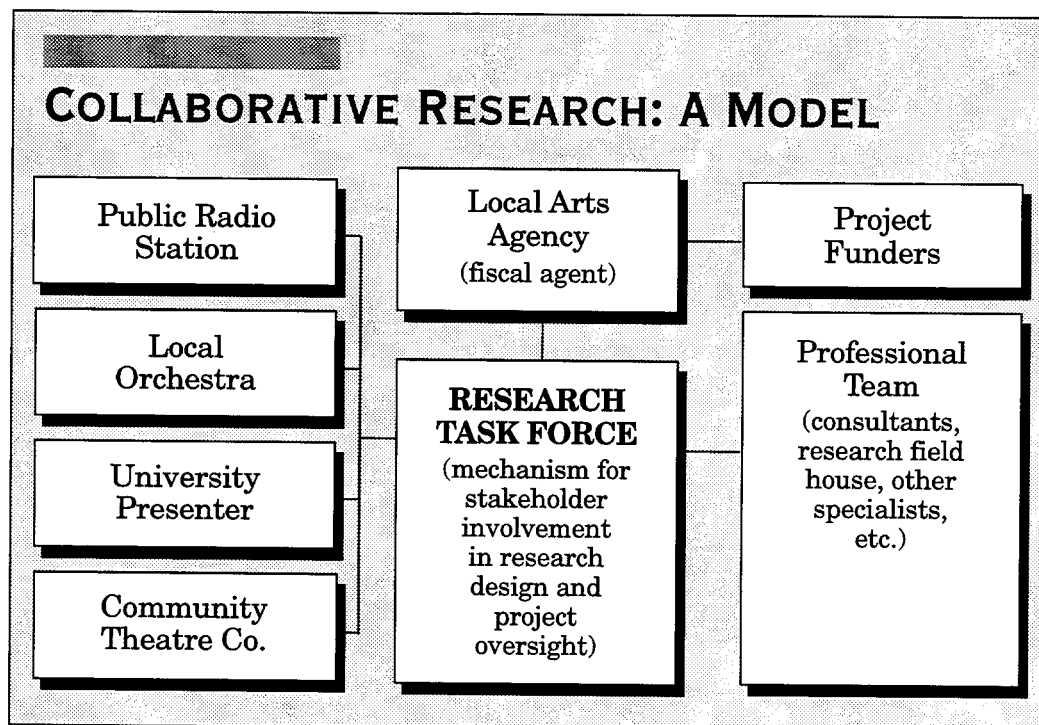 COLLABORATIVE RESEARCH: A MODEL
Public Radio
Station
Local
Orchestra
University
Presenter
Community
Theatre Co.
Local Arts
Agency
(fiscal agent)
RESEARCH
TASK FORCE
(mechanism for
stakeholder
involvement
in research
design and
project
oversight)
Project
Funders
Professional
Team
(consultants,
research field
house, other
specialists,
etc.)